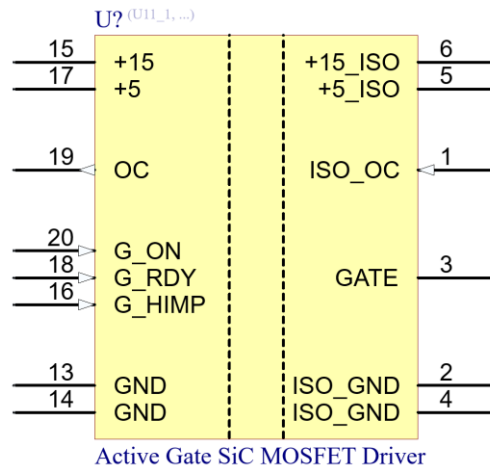 U? (U11_1, ...)
15 +15 +15_ISO 6
17 +5 +5_ISO 5
19 OC ISO_OC 1
20 G_ON
18 G_RDY GATE 3
16 G_HIMP
13 GND ISO_GND 2
14 GND ISO_GND 4
Active Gate SiC MOSFET Driver